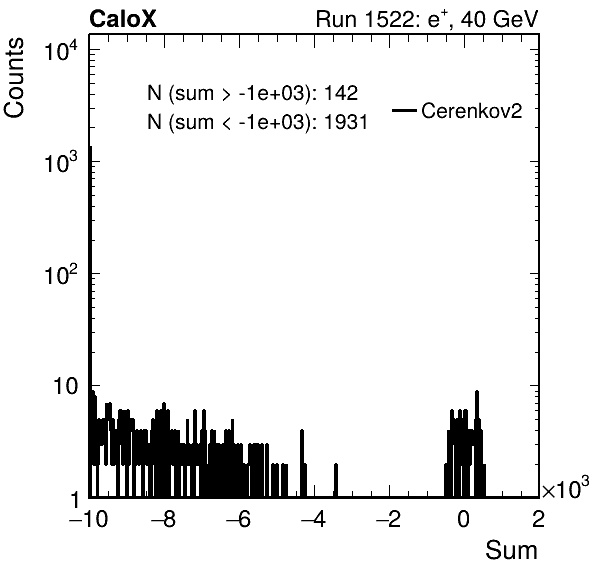 CaloX Run 1522: e⁺, 40 GeV
Counts
10⁴
N (sum > -1e+03): 142
N (sum < -1e+03): 1931
Cerenkov2
10³
10²
10
1
−10 −8 −6 −4 −2 0 2
×10³
Sum